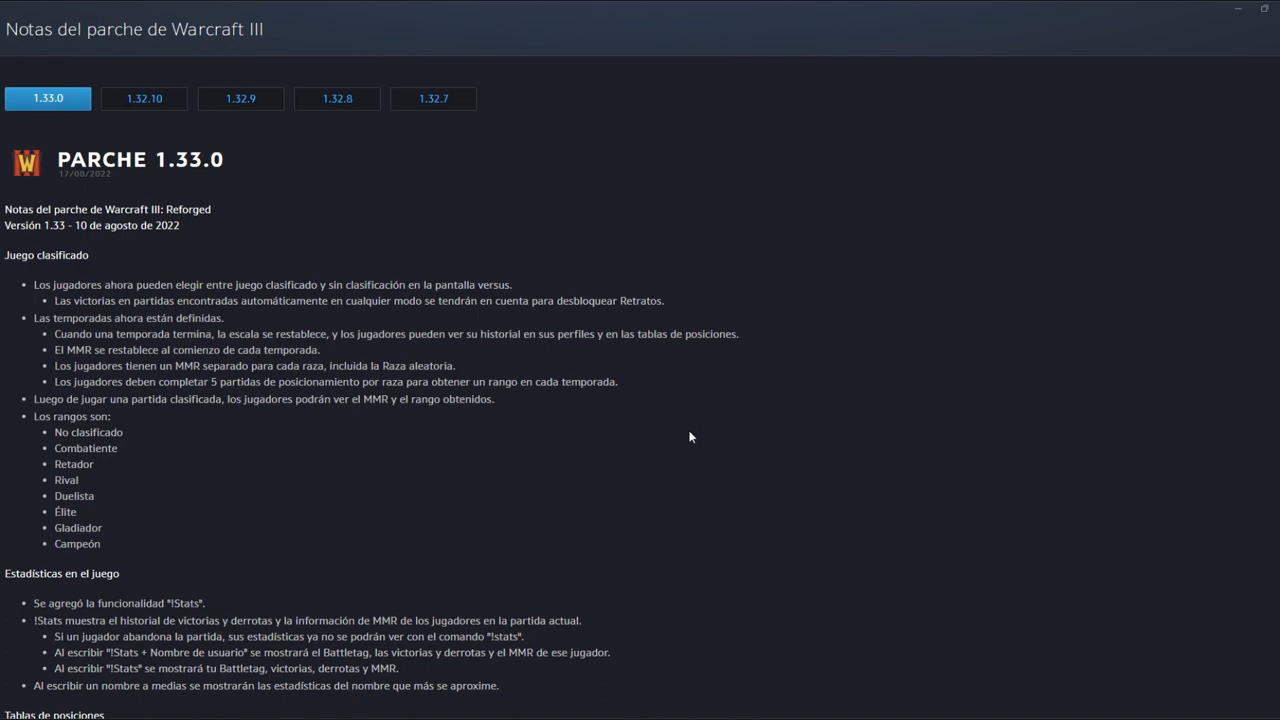 Notas del parche de Warcraft III
1.33.0
1.32.10
1.32.9
1.32.8
1.32.7
PARCHE 1.33.0
17/08/2022
Notas del parche de Warcraft III: Reforged
Versión 1.33 - 10 de agosto de 2022
Juego clasificado
Los jugadores ahora pueden elegir entre juego clasificado y sin clasificación en la pantalla versus.
Las victorias en partidas encontradas automáticamente en cualquier modo se tendrán en cuenta para desbloquear Retratos.
Las temporadas ahora están definidas.
Cuando una temporada termina, la escala se restablece, y los jugadores pueden ver su historial en sus perfiles y en las tablas de posiciones.
El MMR se restablece al comienzo de cada temporada.
Los jugadores tienen un MMR separado para cada raza, incluida la Raza aleatoria.
Los jugadores deben completar 5 partidas de posicionamiento por raza para obtener un rango en cada temporada.
Luego de jugar una partida clasificada, los jugadores podrán ver el MMR y el rango obtenidos.
Los rangos son:
No clasificado
Combatiente
Retador
Rival
Duelista
Élite
Gladiador
Campeón
Estadísticas en el juego
Se agregó la funcionalidad "!Stats".
!Stats muestra el historial de victorias y derrotas y la información de MMR de los jugadores en la partida actual.
Si un jugador abandona la partida, sus estadísticas ya no se podrán ver con el comando "!stats".
Al escribir "!Stats + Nombre de usuario" se mostrará el Battletag, las victorias y derrotas y el MMR de ese jugador.
Al escribir "!Stats" se mostrará tu Battletag, victorias, derrotas y MMR.
Al escribir un nombre a medias se mostrarán las estadísticas del nombre que más se aproxime.
Tablas de posiciones